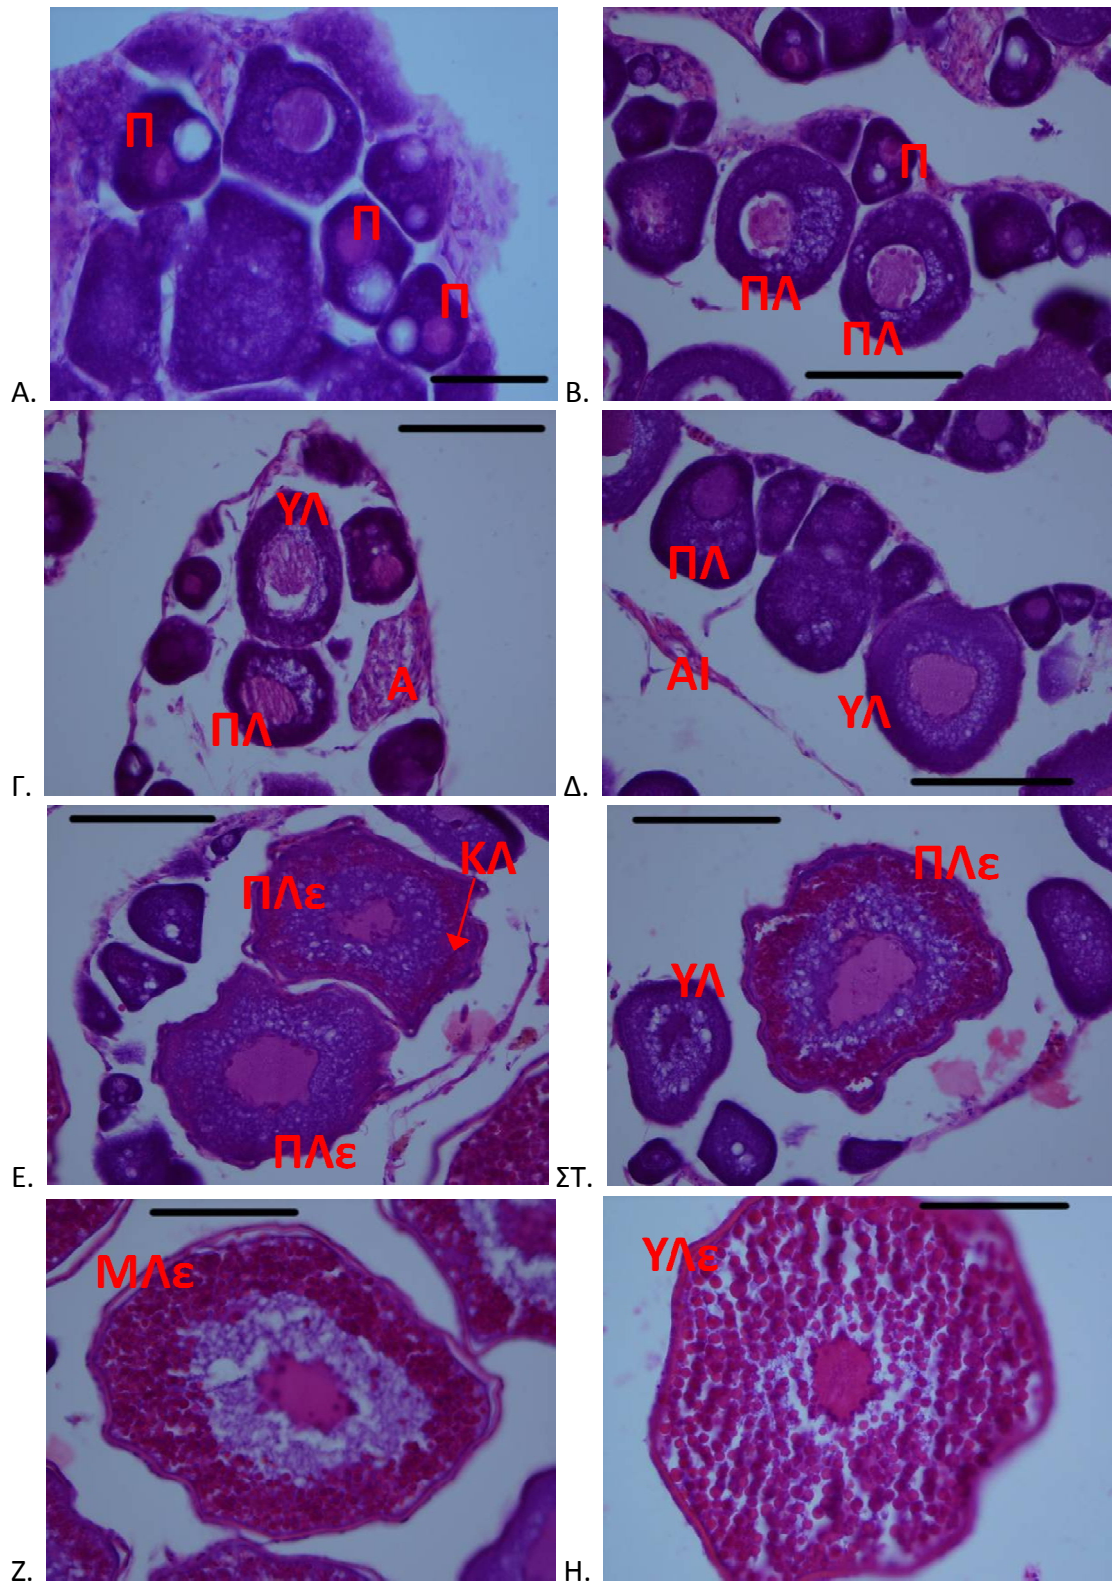 Π
Π
Π
Α.
Π
ΠΛ
ΠΛ
Β.
ΥΛ
Α
ΠΛ
Γ.
ΠΛ
ΑΙ
ΥΛ
Δ.
ΚΛ
ΠΛε
ΠΛε
Ε.
ΠΛε
ΥΛ
ΣΤ.
ΜΛε
Ζ.
ΥΛε
Η.